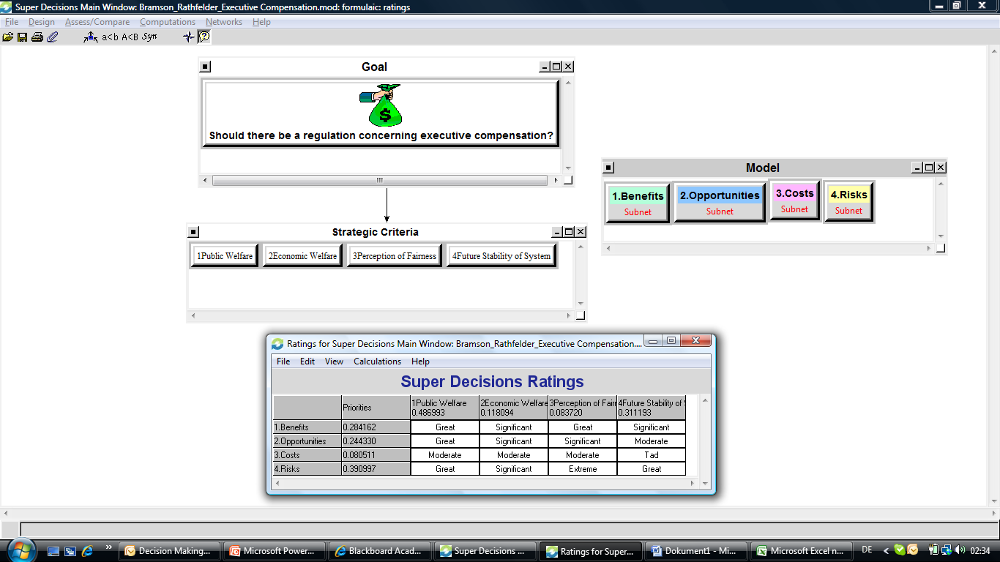 Super Decisions Main Window: Bramson_Rathfelder_Executive Compensation.mod: formulaic: ratings
File Design Assess/Compare Computations Networks Help
a<b A<B Syn
Goal
$
Should there be a regulation concerning executive compensation?
Model
1.Benefits 2.Opportunities 3.Costs 4.Risks
Subnet Subnet Subnet Subnet
Strategic Criteria
1Public Welfare 2Economic Welfare 3Perception of Fairness 4Future Stability of System
Ratings for Super Decisions Main Window: Bramson_Rathfelder_Executive Compensation....
File Edit View Calculations Help
Super Decisions Ratings
Priorities 1Public Welfare 2Economic Welfare 3Perception of Fair 4Future Stability of S
0.486993 0.118094 0.083720 0.311193
1.Benefits 0.284162 Great Significant Great Significant
2.Opportunities 0.244330 Great Significant Significant Moderate
3.Costs 0.080511 Moderate Moderate Moderate Tad
4.Risks 0.390997 Great Significant Extreme Great
Decision Making... Microsoft Power... Blackboard Acad... Super Decisions ... Ratings for Super... Dokument1 - Mi... Microsoft Excel n... DE 02:34